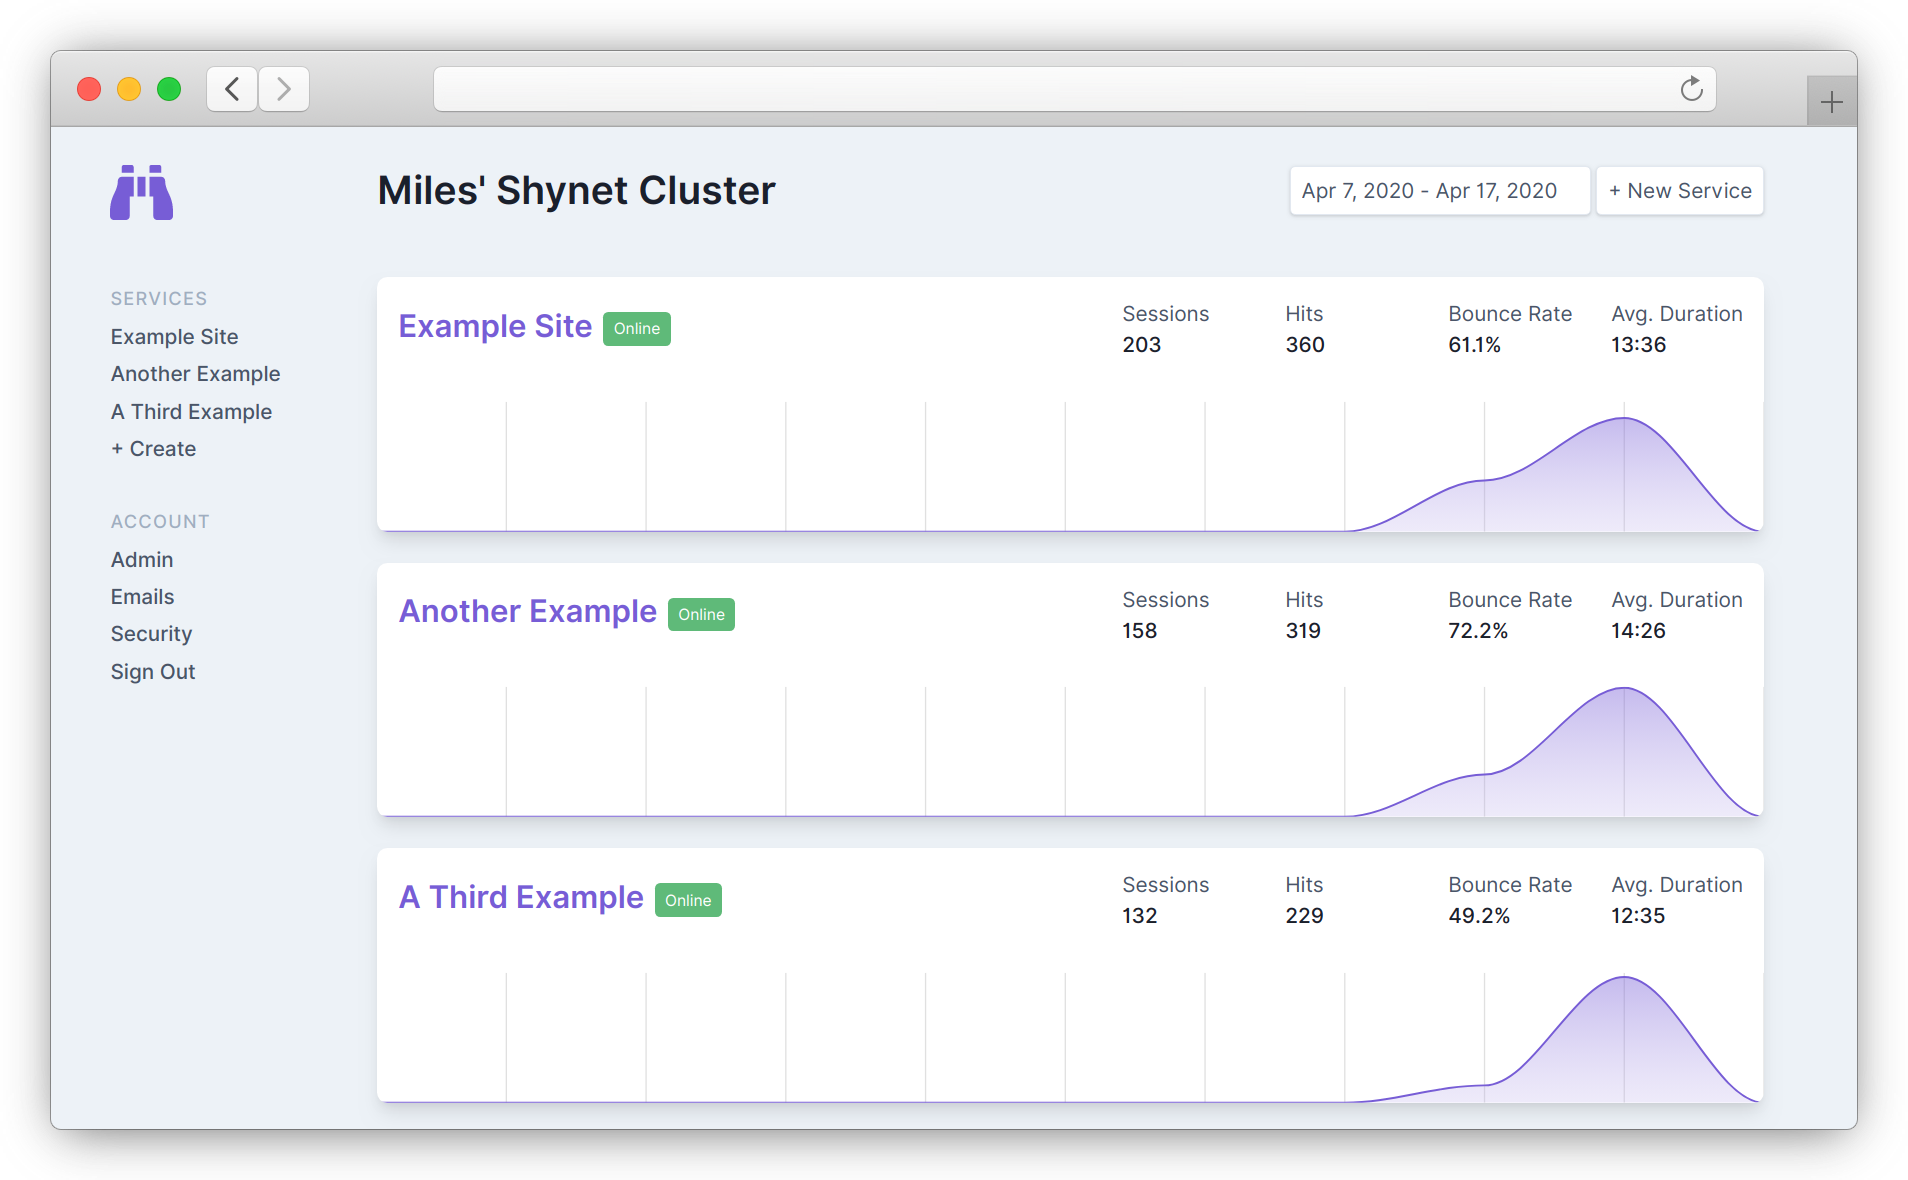 Miles' Shynet Cluster
Apr 7, 2020 - Apr 17, 2020
+ New Service
SERVICES
Example Site
Another Example
A Third Example
+ Create
ACCOUNT
Admin
Emails
Security
Sign Out
Example Site Online
Sessions Hits Bounce Rate Avg. Duration
203 360 61.1% 13:36
Another Example Online
Sessions Hits Bounce Rate Avg. Duration
158 319 72.2% 14:26
A Third Example Online
Sessions Hits Bounce Rate Avg. Duration
132 229 49.2% 12:35